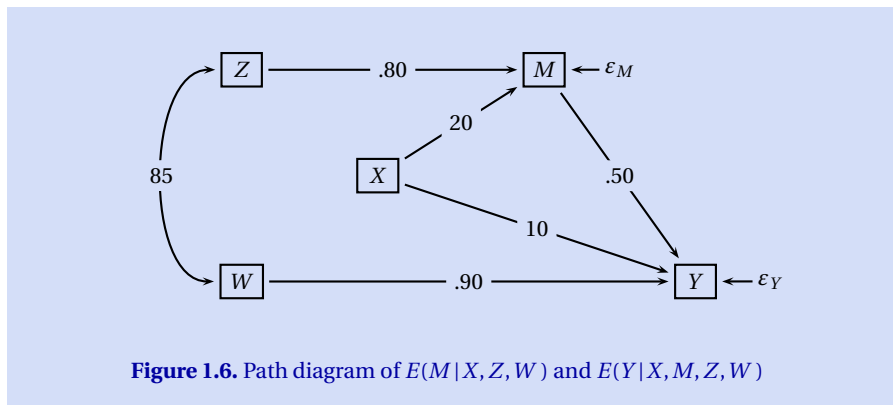 Z .80 M ε_M
20
85 X .50
10
W .90 Y ε_Y
Figure 1.6. Path diagram of E(M | X, Z, W) and E(Y | X, M, Z, W)